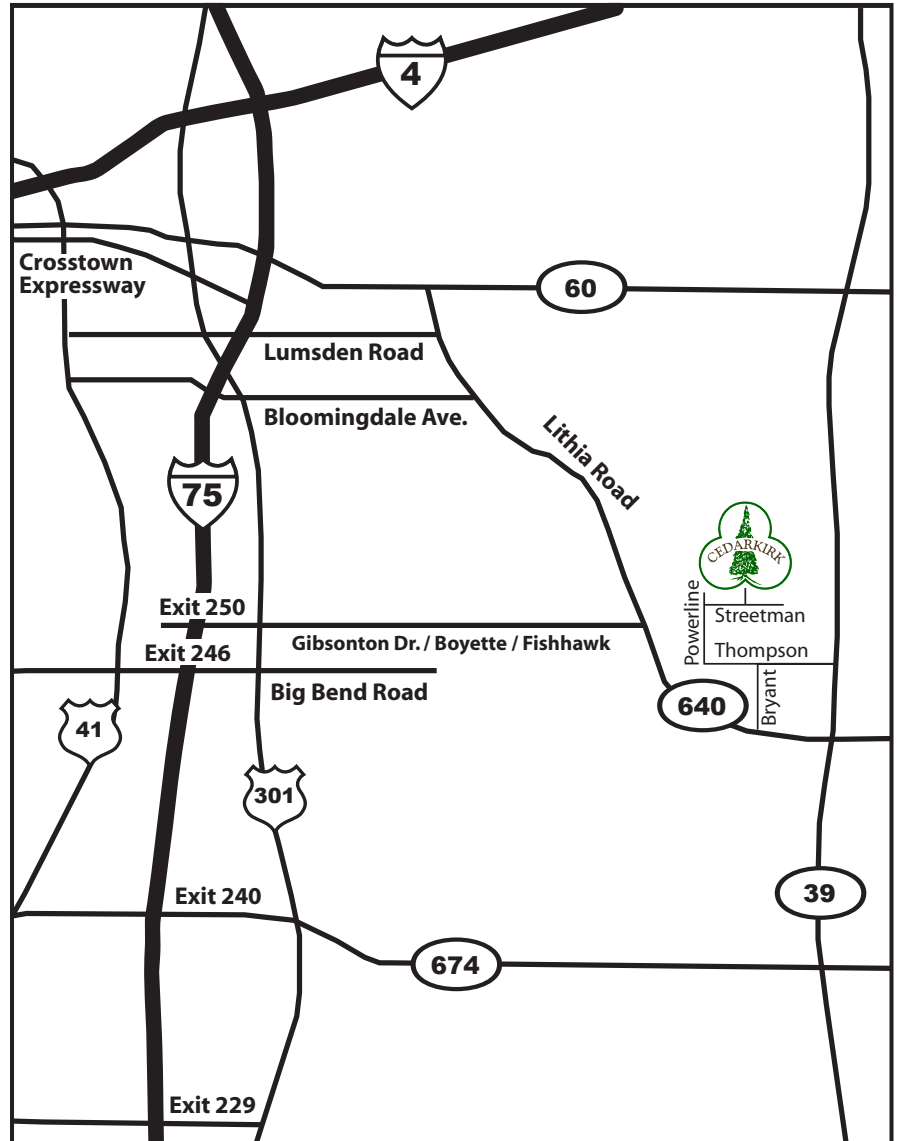 4
Crosstown
Expressway
60
Lumsden Road
Bloomingdale Ave.
Lithia Road
75
CEDARKIRK
Exit 250
Powerline
Streetman
Gibsonton Dr. / Boyette / Fishhawk
Exit 246
Thompson
Big Bend Road
Bryant
640
41
301
Exit 240
39
674
Exit 229